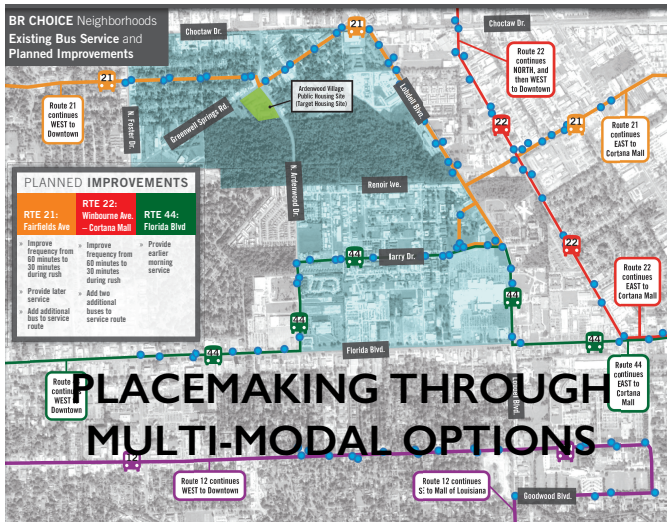 BR CHOICE Neighborhoods
Existing Bus Service and
Planned Improvements
Choctaw Dr.
21
Choctaw Dr.
Route 22
continues
NORTH, and
then WEST
to Downtown
21
Ardenwood Village
Public Housing Site
(Target Housing Site)
Lobdell Blvd.
Route 21
continues
WEST to
Downtown
N. Foster Dr.
Greenwell Springs Rd.
22
21
Route 21
continues
EAST to
Cortana Mall
N. Ardenwood Dr.
Renoir
PLANNED IMPROVEMENTS
RTE 21:
Fairfields Ave
» Improve
frequency from
60 minutes to
30 minutes
during rush
» Provide later
service
» Add additional
bus to service
route
RTE 22:
Winbourne Ave.
– Cortana Mall
» Improve
frequency from
60 minutes to
30 minutes
during rush
» Add two
additional
buses to
service route
RTE 44:
Florida Blvd
» Provide
earlier
morning
service
22
44
Harry Dr.
Route 22
continues
EAST to
Cortana Mall
44
44
44
44
Florida Blvd.
Route
WEST to
Downtown
Route 44
continues
EAST to
Cortana
Mall
Blvd.
PLACEMAKING THROUGH
MULTI-MODAL OPTIONS
12
Route 12 continues
WEST to Downtown
Route 12 continues
to Mall of Louisiana
Goodwood Blvd.